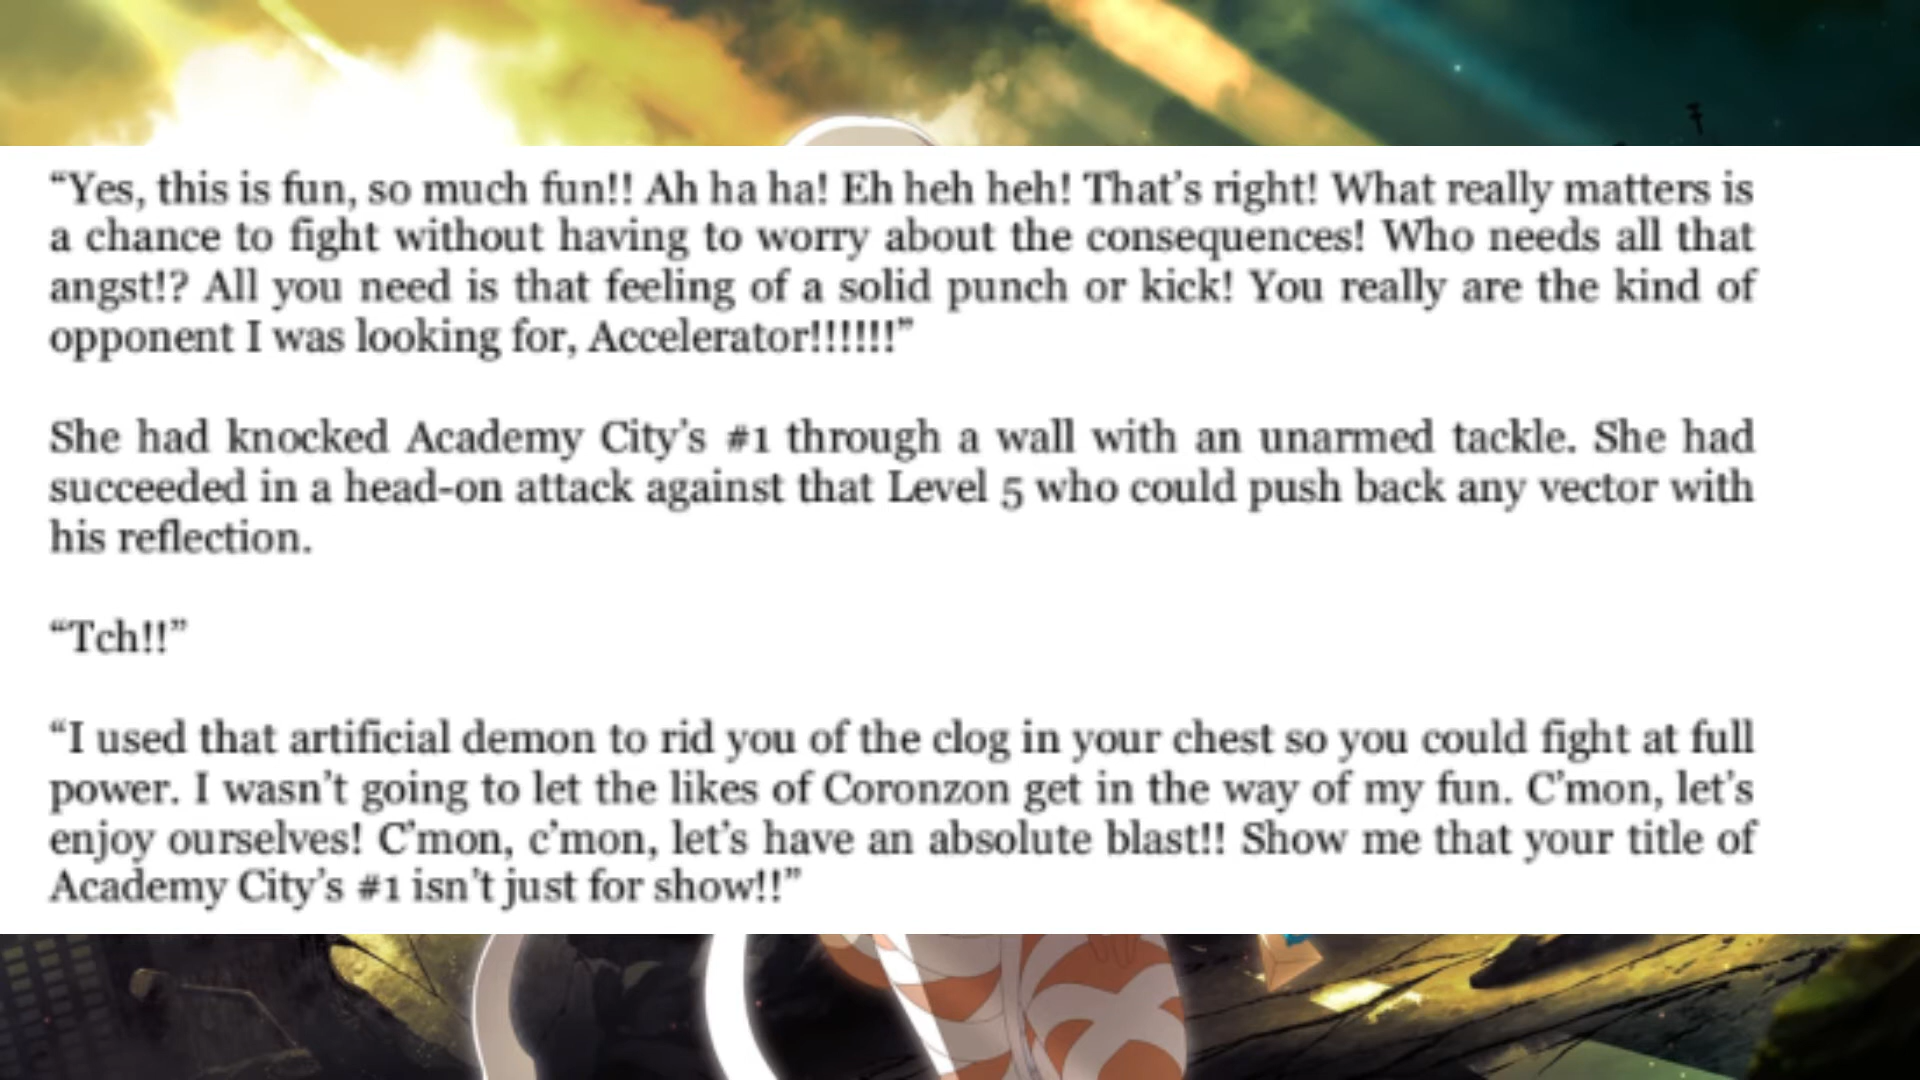 “Yes, this is fun, so much fun!! Ah ha ha! Eh heh heh! That’s right! What really matters is
a chance to fight without having to worry about the consequences! Who needs all that
angst!? All you need is that feeling of a solid punch or kick! You really are the kind of
opponent I was looking for, Accelerator!!!!!!”
She had knocked Academy City’s #1 through a wall with an unarmed tackle. She had
succeeded in a head-on attack against that Level 5 who could push back any vector with
his reflection.
“Tch!!”
“I used that artificial demon to rid you of the clog in your chest so you could fight at full
power. I wasn’t going to let the likes of Coronzon get in the way of my fun. C’mon, let’s
enjoy ourselves! C’mon, c’mon, let’s have an absolute blast!! Show me that your title of
Academy City’s #1 isn’t just for show!!”